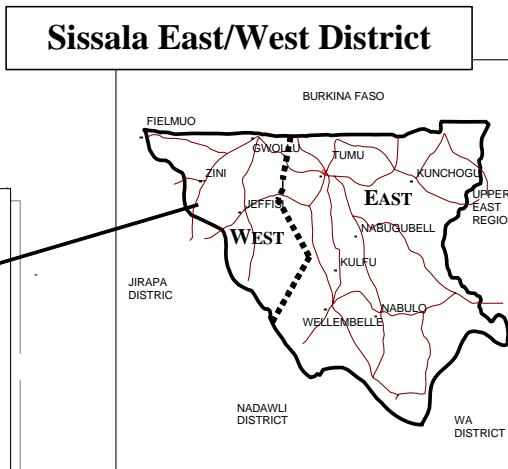 Sissala East/West District
BURKINA FASO
FIELMUO
GWOLLU
TUMU
ZINI
KUNCHOGU
EAST
UPPER
EAST
REGIO
JEFFISI
WEST
NABUGUBELL
KULFU
JIRAPA
DISTRIC
WELLEMBELLE
NABULO
NADAWLI
DISTRICT
WA
DISTRICT